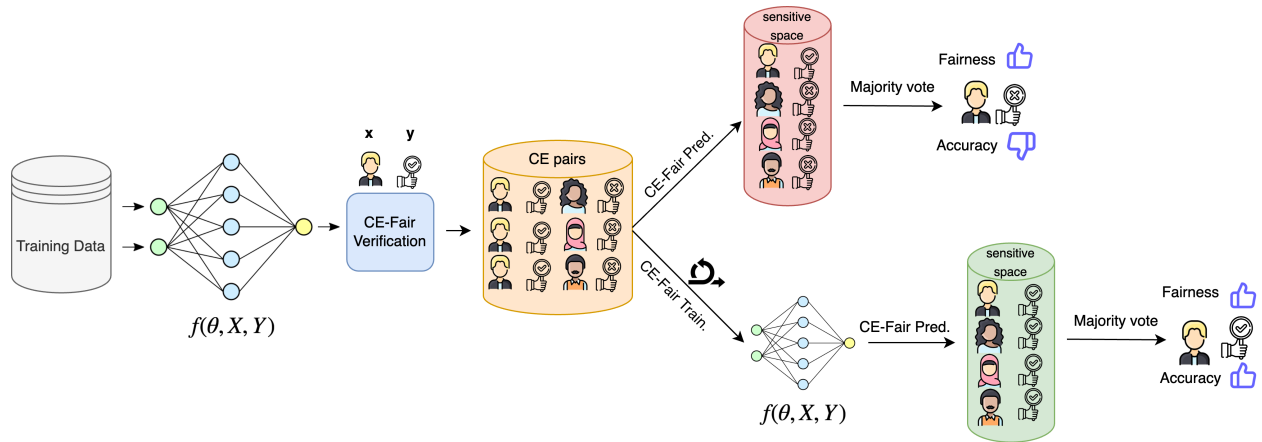 Training Data
f(θ, X, Y)
x
y
CE-Fair
Verification
CE pairs
CE-Fair Pred.
sensitive
space
Majority vote
Fairness
Accuracy
CE-Fair Train.
f(θ, X, Y)
CE-Fair Pred.
sensitive
space
Majority vote
Fairness
Accuracy